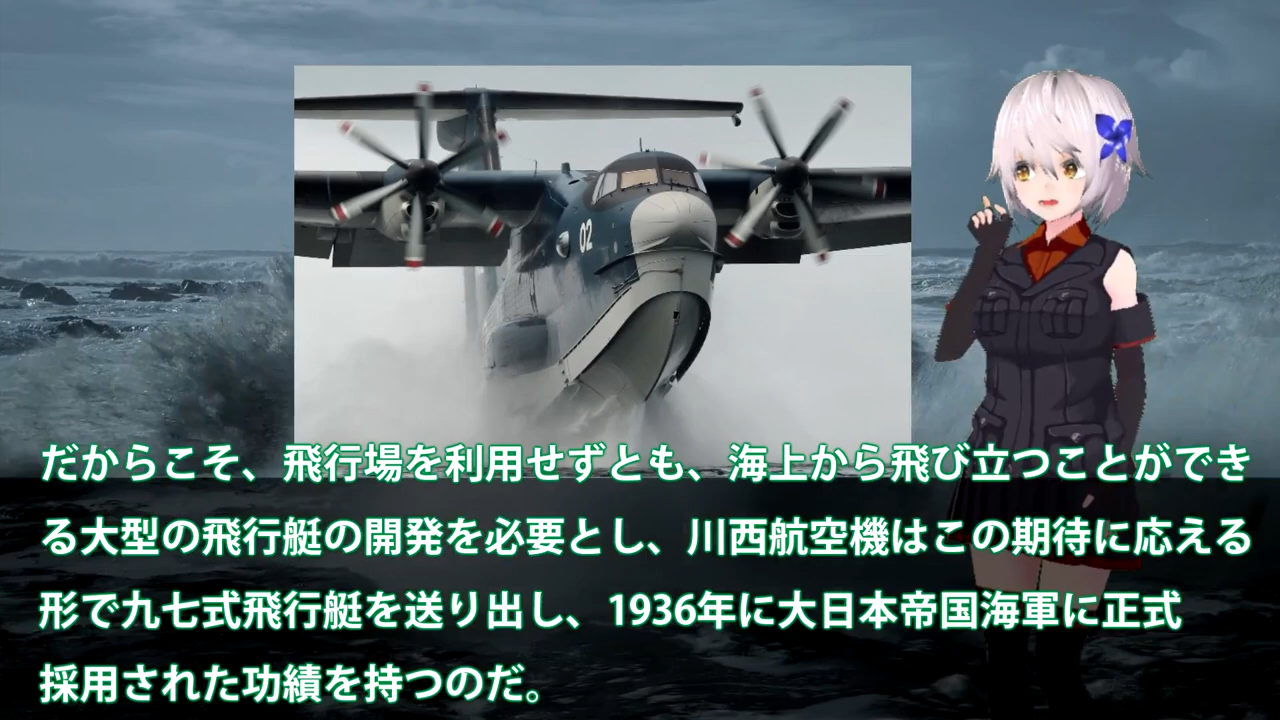 02
だからこそ、飛行場を利用せずとも、海上から飛び立つことができ
る大型の飛行艇の開発を必要とし、川西航空機はこの期待に応える
形で九七式飛行艇を送り出し、1936年に大日本帝国海軍に正式
採用された功績を持つのだ。